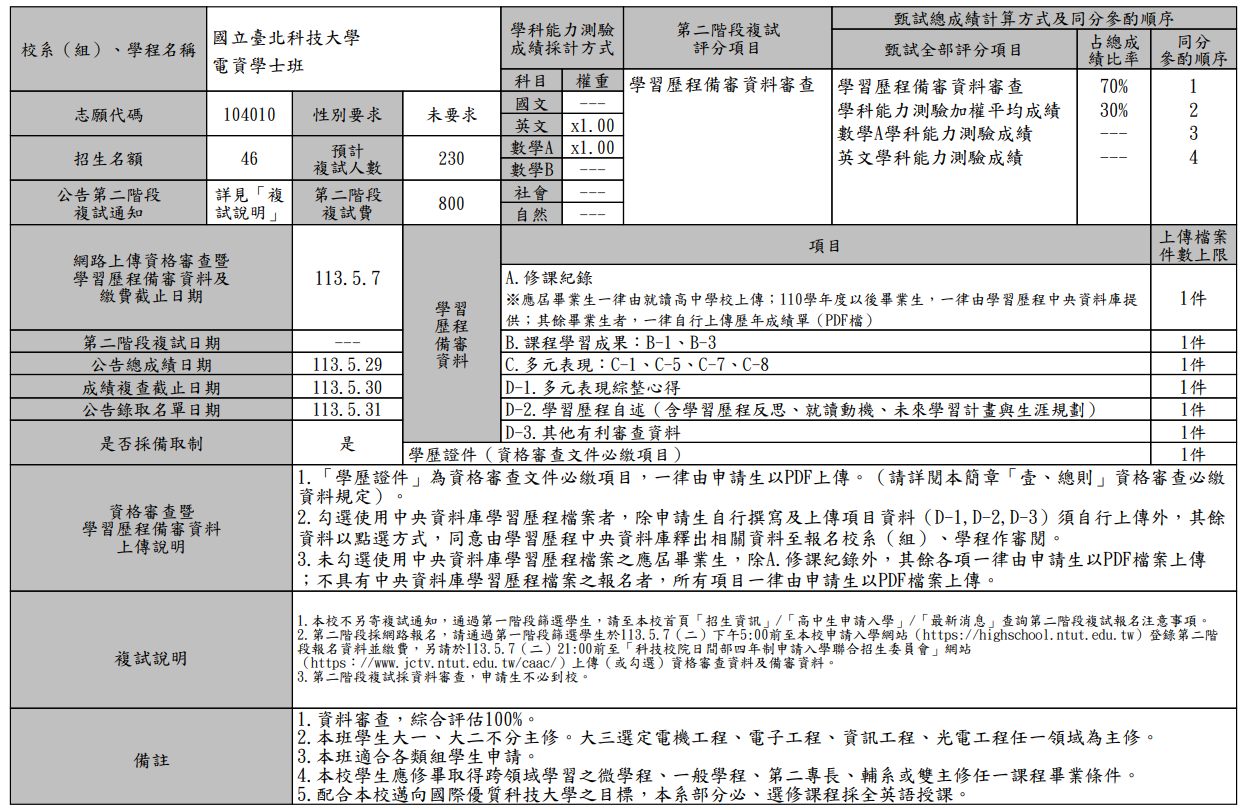 校系（組）、學程名稱
國立臺北科技大學
電資學士班
學科能力測驗
成績採計方式
第二階段複試
評分項目
甄試總成績計算方式及同分參酌順序
甄試全部評分項目
占總成
績比率
同分
參酌順序
科目 權重
學習歷程備審資料審查
學習歷程備審資料審查 70% 1
學科能力測驗加權平均成績 30% 2
數學A學科能力測驗成績 --- 3
英文學科能力測驗成績 --- 4
志願代碼 104010 性別要求 未要求
國文 ---
英文 x1.00
招生名額 46 預計
複試人數 230
數學A x1.00
數學B ---
公告第二階段
複試通知
詳見「複
試說明」
第二階段
複試費
800
社會 ---
自然 ---
網路上傳資格審查暨
學習歷程備審資料及
繳費截止日期
113.5.7
第二階段複試日期 ---
公告總成績日期 113.5.29
成績複查截止日期 113.5.30
公告錄取名單日期 113.5.31
是否採備取制 是
學習
歷程
備審
資料
項目
上傳檔案
件數上限
A.修課紀錄
※應屆畢業生一律由就讀高中學校上傳；110學年度以後畢業生，一律由學習歷程中央資料庫提
供；其餘畢業生者，一律自行上傳歷年成績單（PDF檔）
1件
B.課程學習成果：B-1、B-3 1件
C.多元表現：C-1、C-5、C-7、C-8 1件
D-1.多元表現綜整心得 1件
D-2.學習歷程自述（含學習歷程反思、就讀動機、未來學習計畫與生涯規劃） 1件
D-3.其他有利審查資料 1件
學歷證件（資格審查文件必繳項目） 1件
資格審查暨
學習歷程備審資料
上傳說明
1.「學歷證件」為資格審查文件必繳項目，一律由申請生以PDF上傳。（請詳閱本簡章「壹、總則」資格審查必繳
資料規定）。
2.勾選使用中央資料庫學習歷程檔案者，除申請生自行撰寫及上傳項目資料（D-1,D-2,D-3）須自行上傳外，其餘
資料以點選方式，同意由學習歷程中央資料庫釋出相關資料至報名校系（組）、學程作審閱。
3.未勾選使用中央資料庫學習歷程檔案之應屆畢業生，除A.修課紀錄外，其餘各項一律由申請生以PDF檔案上傳
；不具有中央資料庫學習歷程檔案之報名者，所有項目一律由申請生以PDF檔案上傳。
複試說明
1.本校不另寄複試通知，通過第一階段篩選學生，請至本校首頁「招生資訊」/「高中生申請入學」/「最新消息」查詢第二階段複試報名注意事項。
2.第二階段採網路報名，請通過第一階段篩選學生於113.5.7（二）下午5:00前至本校申請入學網站（https://highschool.ntut.edu.tw）登錄第二階
段報名資料並繳費，另請於113.5.7（二）21:00前至「科技校院日間部四年制申請入學聯合招生委員會」網站
（https：//www.jctv.ntut.edu.tw/caac/）上傳（或勾選）資格審查資料及備審資料。
3.第二階段複試採資料審查，申請生不必到校。
備註
1.資料審查，綜合評估100%。
2.本班學生大一、大二不分主修。大三選定電機工程、電子工程、資訊工程、光電工程任一領域為主修。
3.本班適合各類組學生申請。
4.本校學生應修畢取得跨領域學習之微學程、一般學程、第二專長、輔系或雙主修任一課程畢業條件。
5.配合本校邁向國際優質科技大學之目標，本系部分必、選修課程採全英語授課。